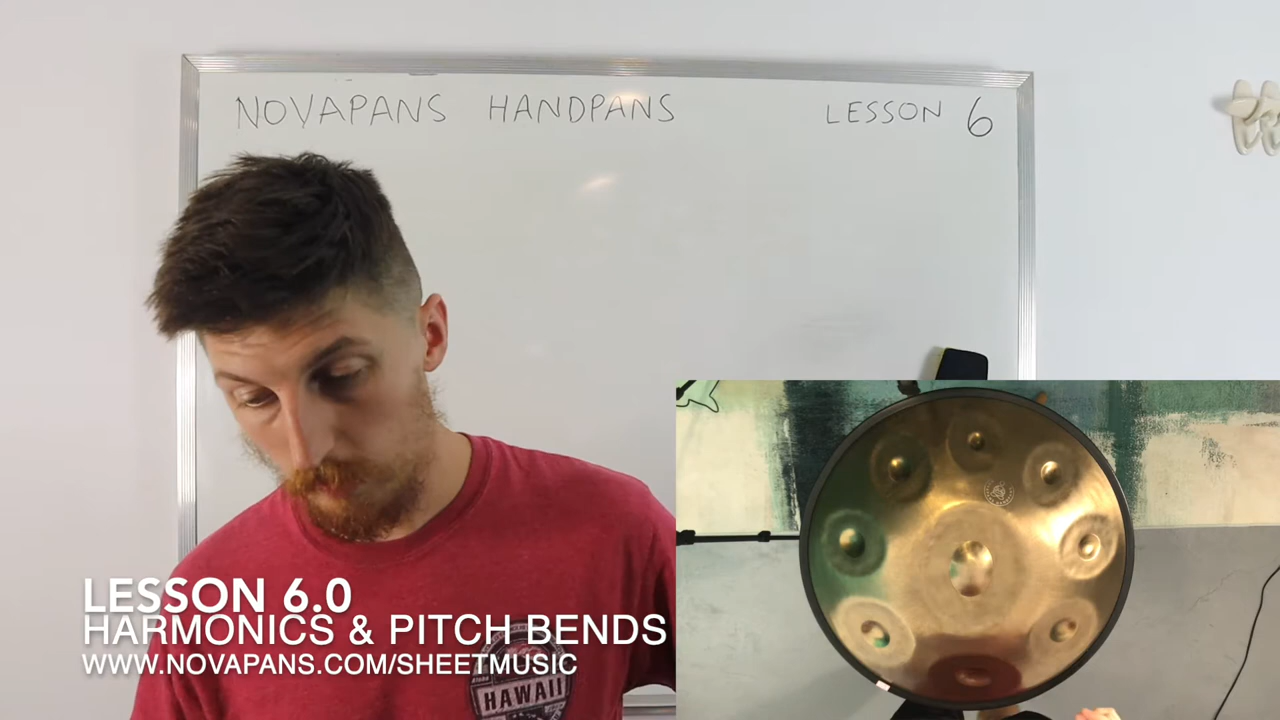 NOVAPANS HANDPANS LESSON 6
LESSON 6.0
HARMONICS & PITCH BENDS
WWW.NOVAPANS.COM/SHEETMUSIC
HAWAII